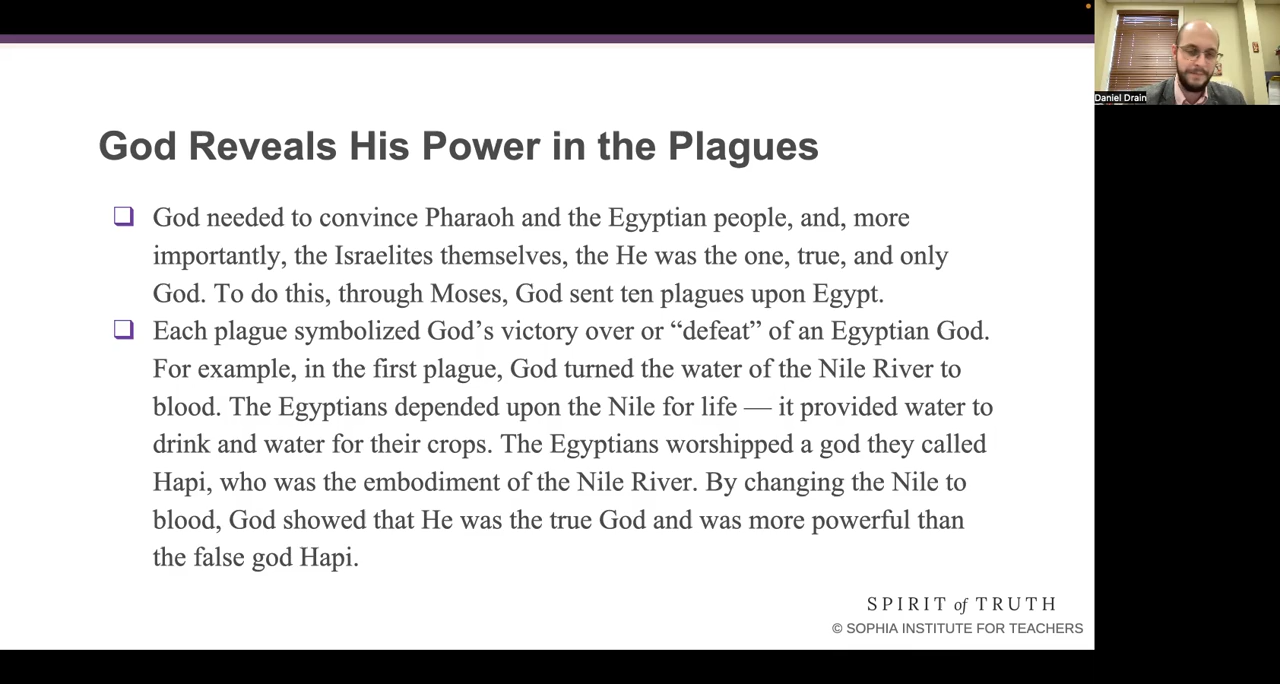 God Reveals His Power in the Plagues
God needed to convince Pharaoh and the Egyptian people, and, more
importantly, the Israelites themselves, the He was the one, true, and only
God. To do this, through Moses, God sent ten plagues upon Egypt.
Each plague symbolized God’s victory over or “defeat” of an Egyptian God.
For example, in the first plague, God turned the water of the Nile River to
blood. The Egyptians depended upon the Nile for life — it provided water to
drink and water for their crops. The Egyptians worshipped a god they called
Hapi, who was the embodiment of the Nile River. By changing the Nile to
blood, God showed that He was the true God and was more powerful than
the false god Hapi.
SPIRIT of TRUTH
© SOPHIA INSTITUTE FOR TEACHERS
Daniel Drain